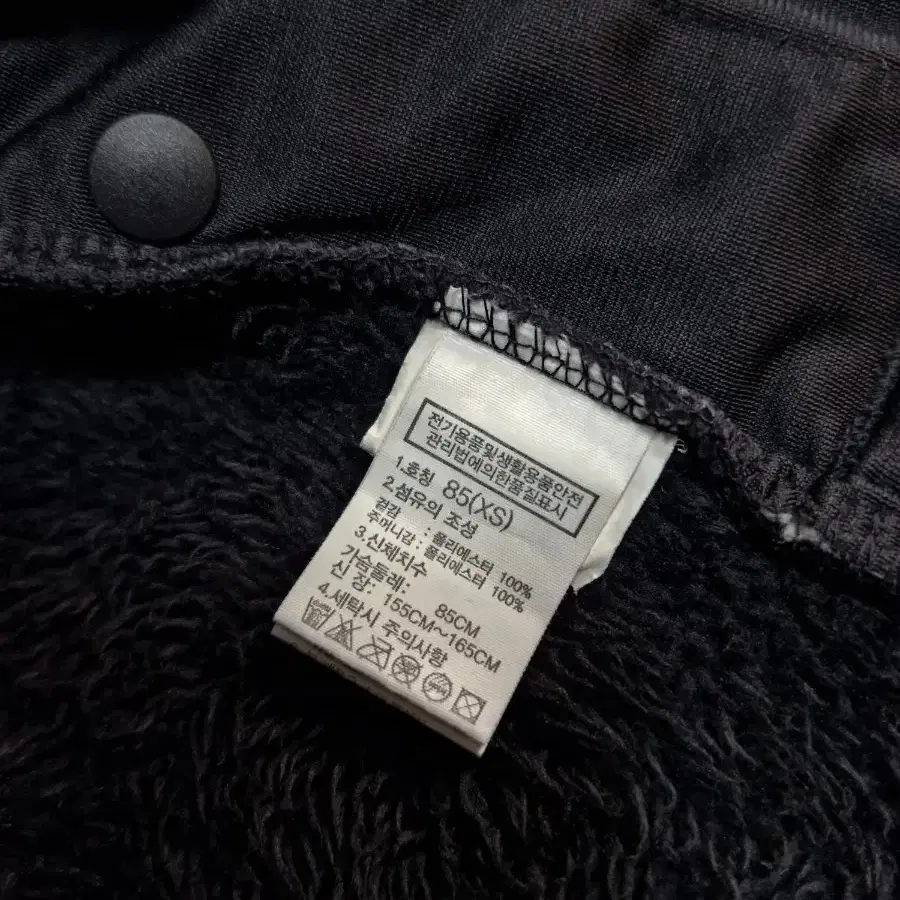 전기용품및생활용품안전
관리법에의한품질표시
1.호칭 85(XS)
2.섬유의 조성
겉감 : 폴리에스터 100%
주머니감 : 폴리에스터 100%
3.신체치수
가슴둘레: 85CM
신 장: 155CM~165CM
4.세탁시 주의사항